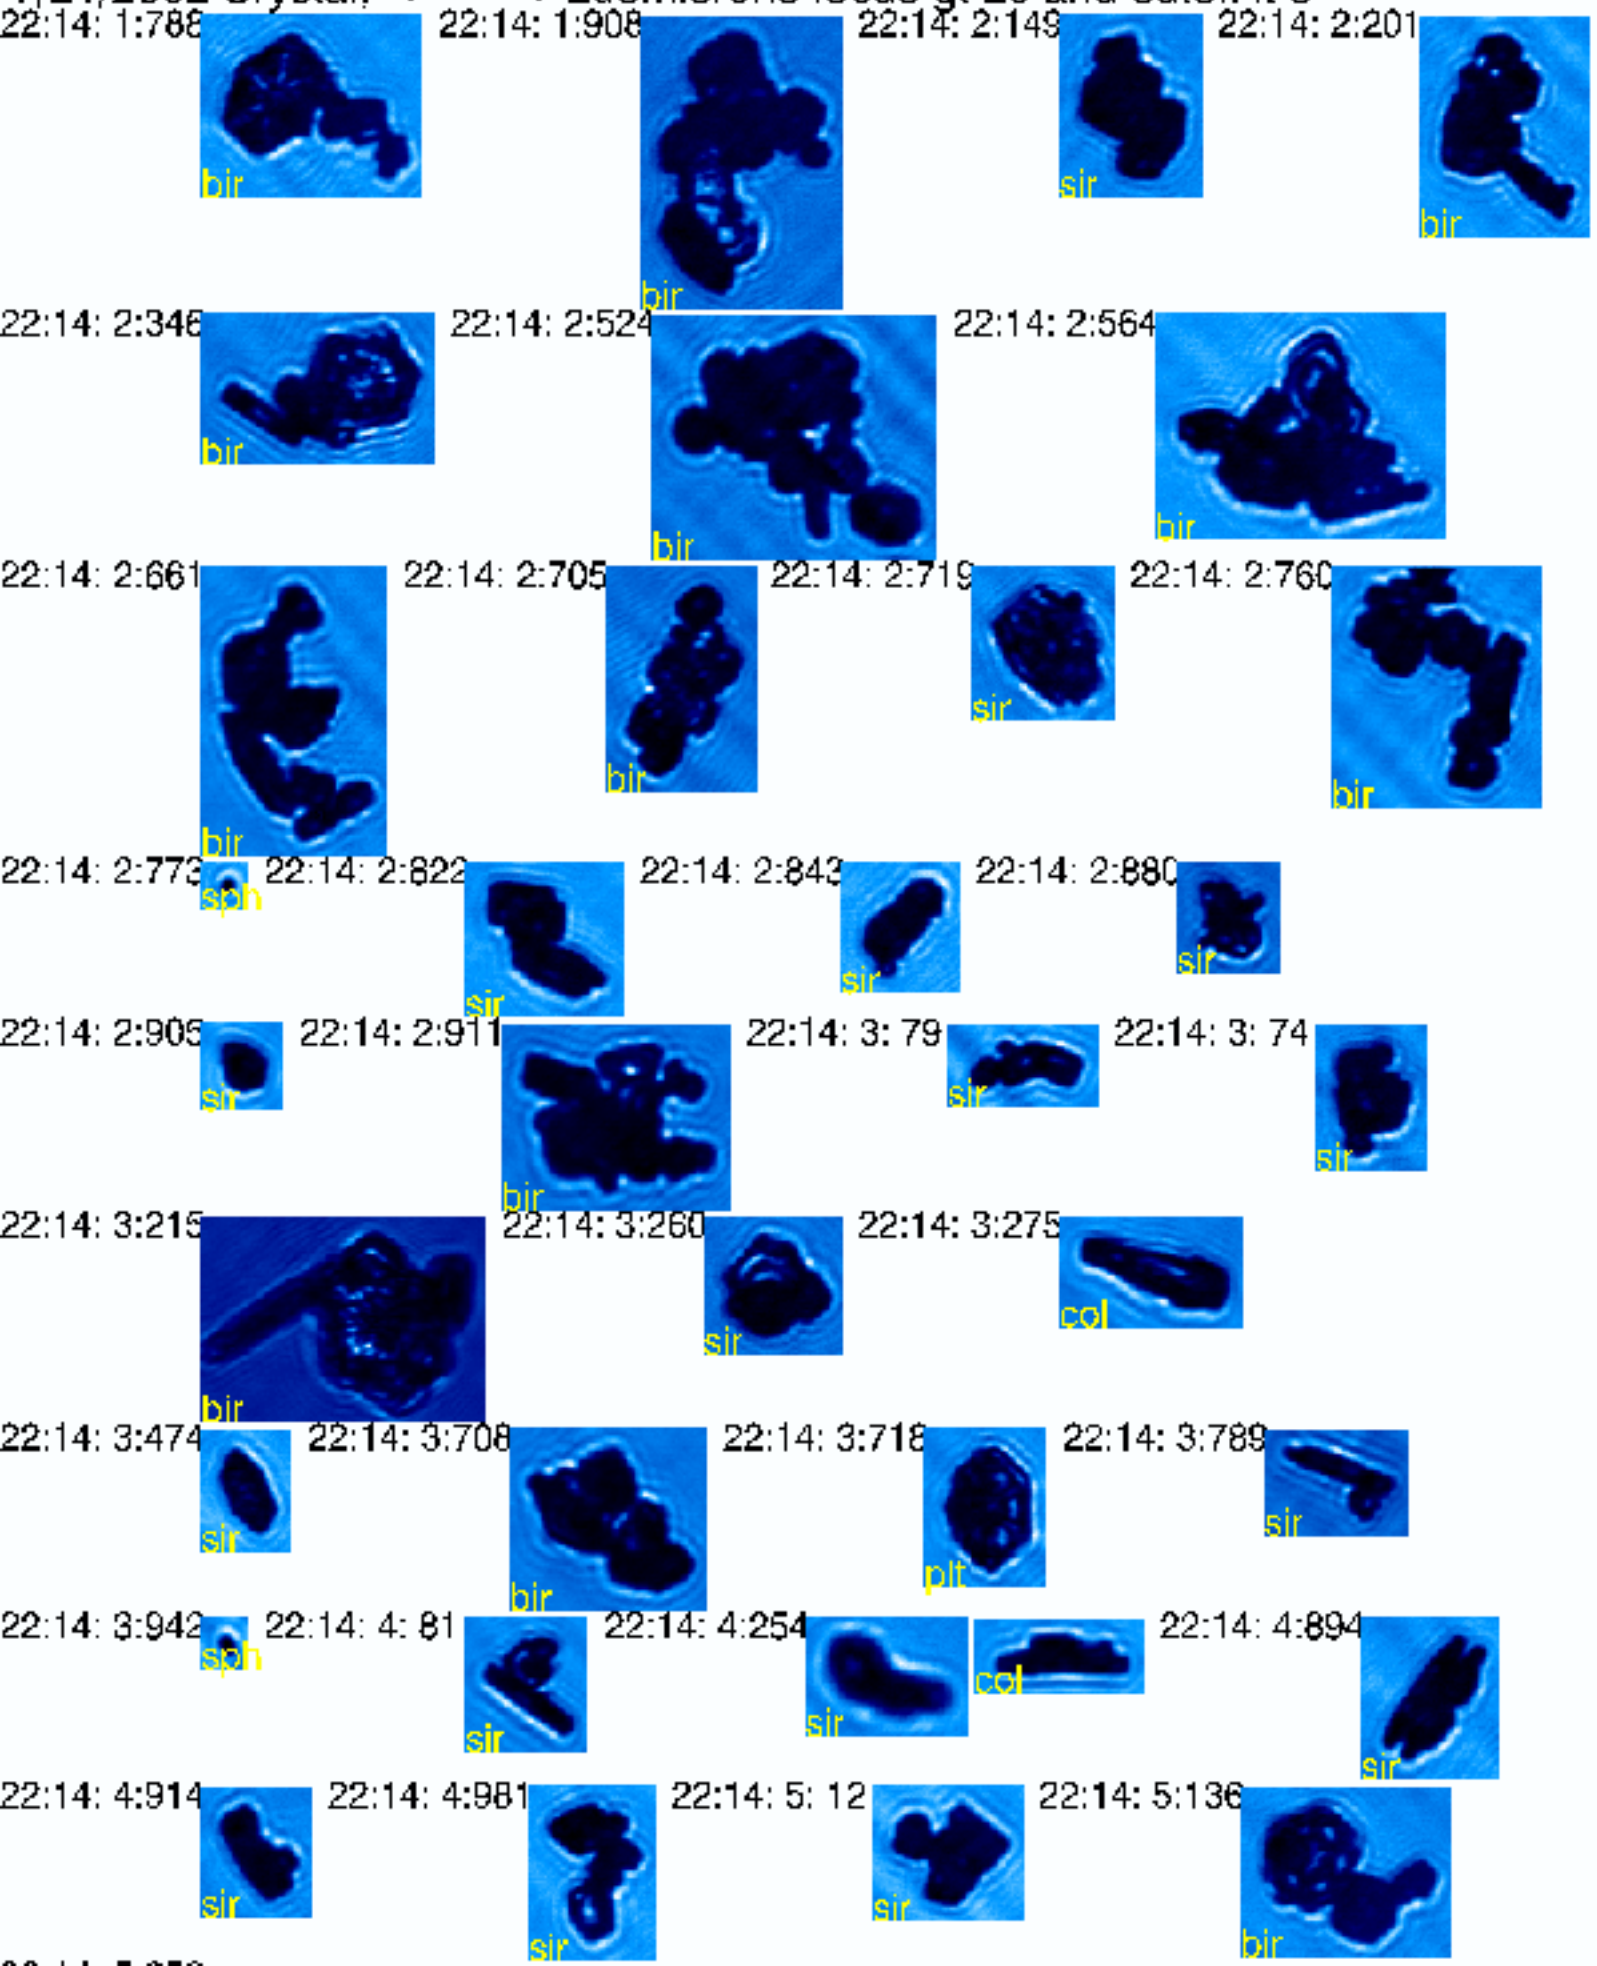 22:14: 1:788 22:14: 1:908 22:14: 2:149 22:14: 2:201
bir bir sir bir
22:14: 2:346 22:14: 2:524 22:14: 2:564
bir bir bir
22:14: 2:661 22:14: 2:705 22:14: 2:719 22:14: 2:760
bir bir sir bir
22:14: 2:773 22:14: 2:822 22:14: 2:843 22:14: 2:880
sph sir sir sir
22:14: 2:905 22:14: 2:911 22:14: 3: 79 22:14: 3: 74
sir bir sir sir
22:14: 3:215 22:14: 3:260 22:14: 3:275
bir sir col
22:14: 3:474 22:14: 3:708 22:14: 3:718 22:14: 3:789
sir bir plt sir
22:14: 3:942 22:14: 4: 81 22:14: 4:254 22:14: 4:894
sph sir sir col sir
22:14: 4:914 22:14: 4:981 22:14: 5: 12 22:14: 5:136
sir sir sir bir